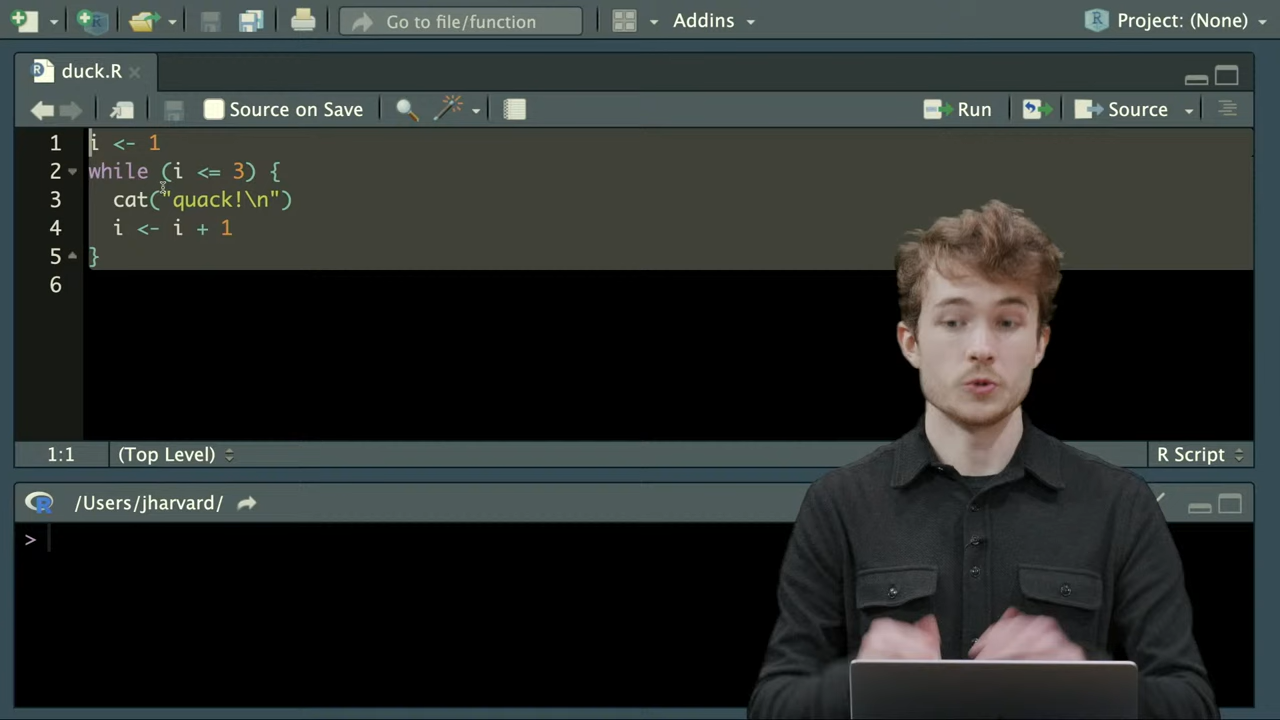 Go to file/function
Addins
Project: (None)
duck.R
Source on Save
Run
Source
1 i <- 1
2 while (i <= 3) {
3 cat("quack!\n")
4 i <- i + 1
5 }
6
1:1
(Top Level)
R Script
/Users/jharvard/
>